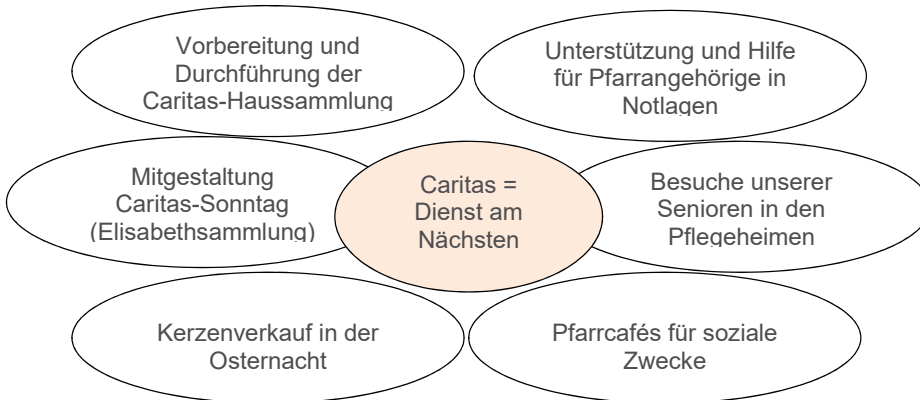 Vorbereitung und
Durchführung der
Caritas-Haussammlung
Unterstützung und Hilfe
für Pfarrangehörige in
Notlagen
Mitgestaltung
Caritas-Sonntag
(Elisabethsammlung)
Caritas =
Dienst am
Nächsten
Besuche unserer
Senioren in den
Pflegeheimen
Kerzenverkauf in der
Osternacht
Pfarrcafés für soziale
Zwecke